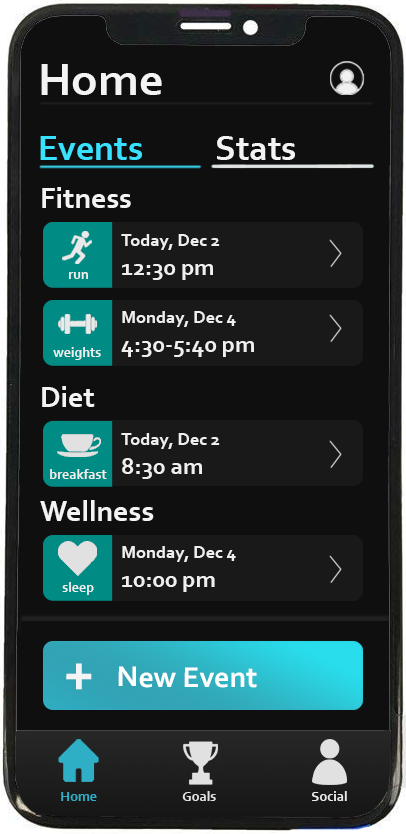 Home
Events
Stats
Fitness
run
Today, Dec 2
12:30 pm
weights
Monday, Dec 4
4:30-5:40 pm
Diet
breakfast
Today, Dec 2
8:30 am
Wellness
sleep
Monday, Dec 4
10:00 pm
+ New Event
Home
Goals
Social